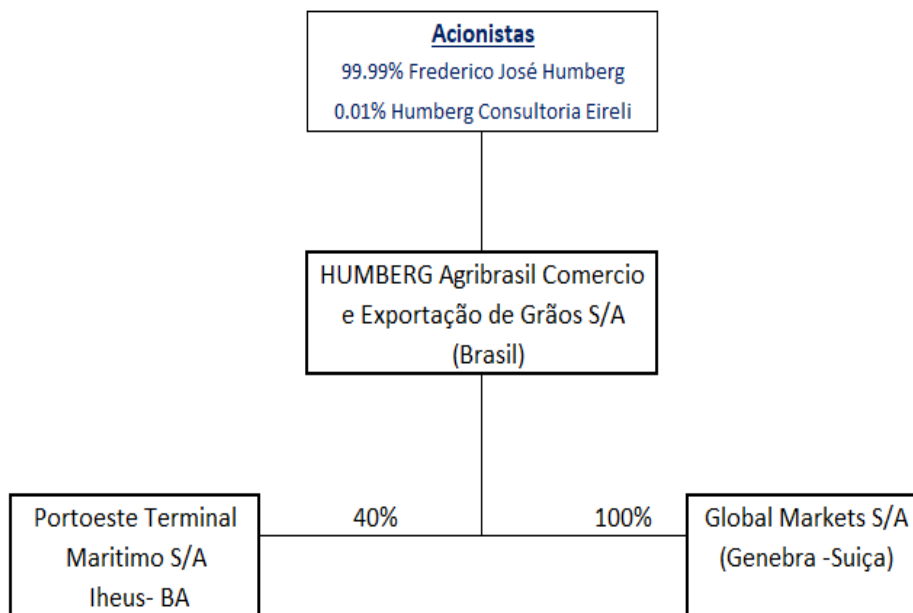 Acionistas
99.99% Frederico José Humberg
0.01% Humberg Consultoria Eireli
HUMBERG Agribrasil Comercio
e Exportação de Grãos S/A
(Brasil)
Portoeste Terminal
Maritimo S/A
Iheus- BA
40%
100%
Global Markets S/A
(Genebra -Suiça)